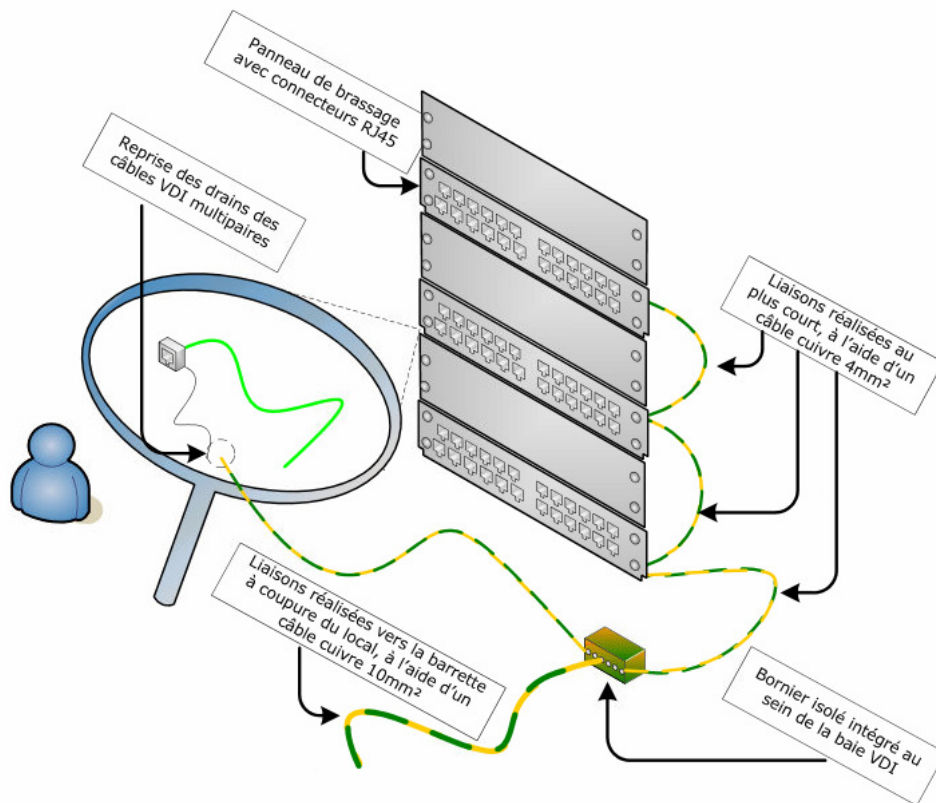 Panneau de brassage
avec connecteurs RJ45
Reprise des drains des
câbles VDI multipaires
Liaisons réalisées au
plus court, à l'aide d'un
câble cuivre 4mm²
Liaisons réalisées vers la barrette
à coupure du local, à l'aide d'un
câble cuivre 10mm²
Bornier isolé intégré au
sein de la baie VDI